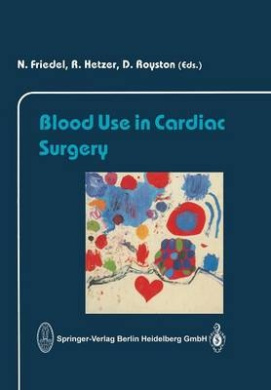 N. Friedel, R. Hetzer, D. Royston (Eds.)
Blood Use in Cardiac
Surgery
Springer-Verlag Berlin Heidelberg GmbH